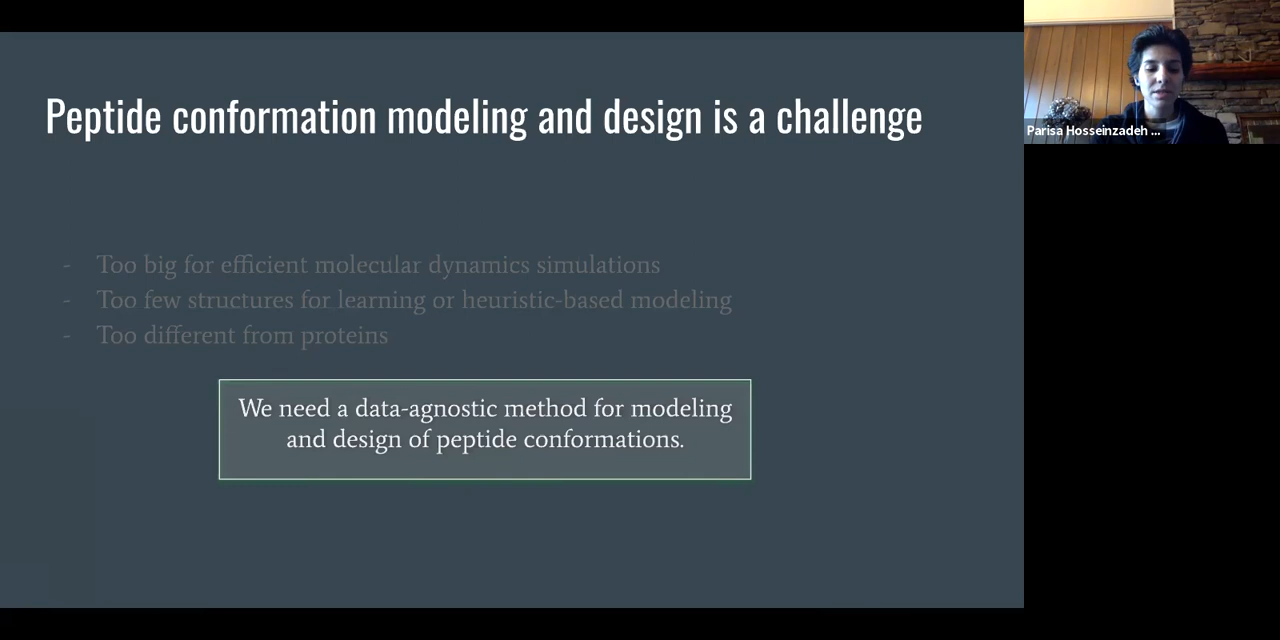 Peptide conformation modeling and design is a challenge
- Too big for efficient molecular dynamics simulations
- Too few structures for learning or heuristic-based modeling
- Too different from proteins
We need a data-agnostic method for modeling
and design of peptide conformations.
Parisa Hosseinzadeh ...